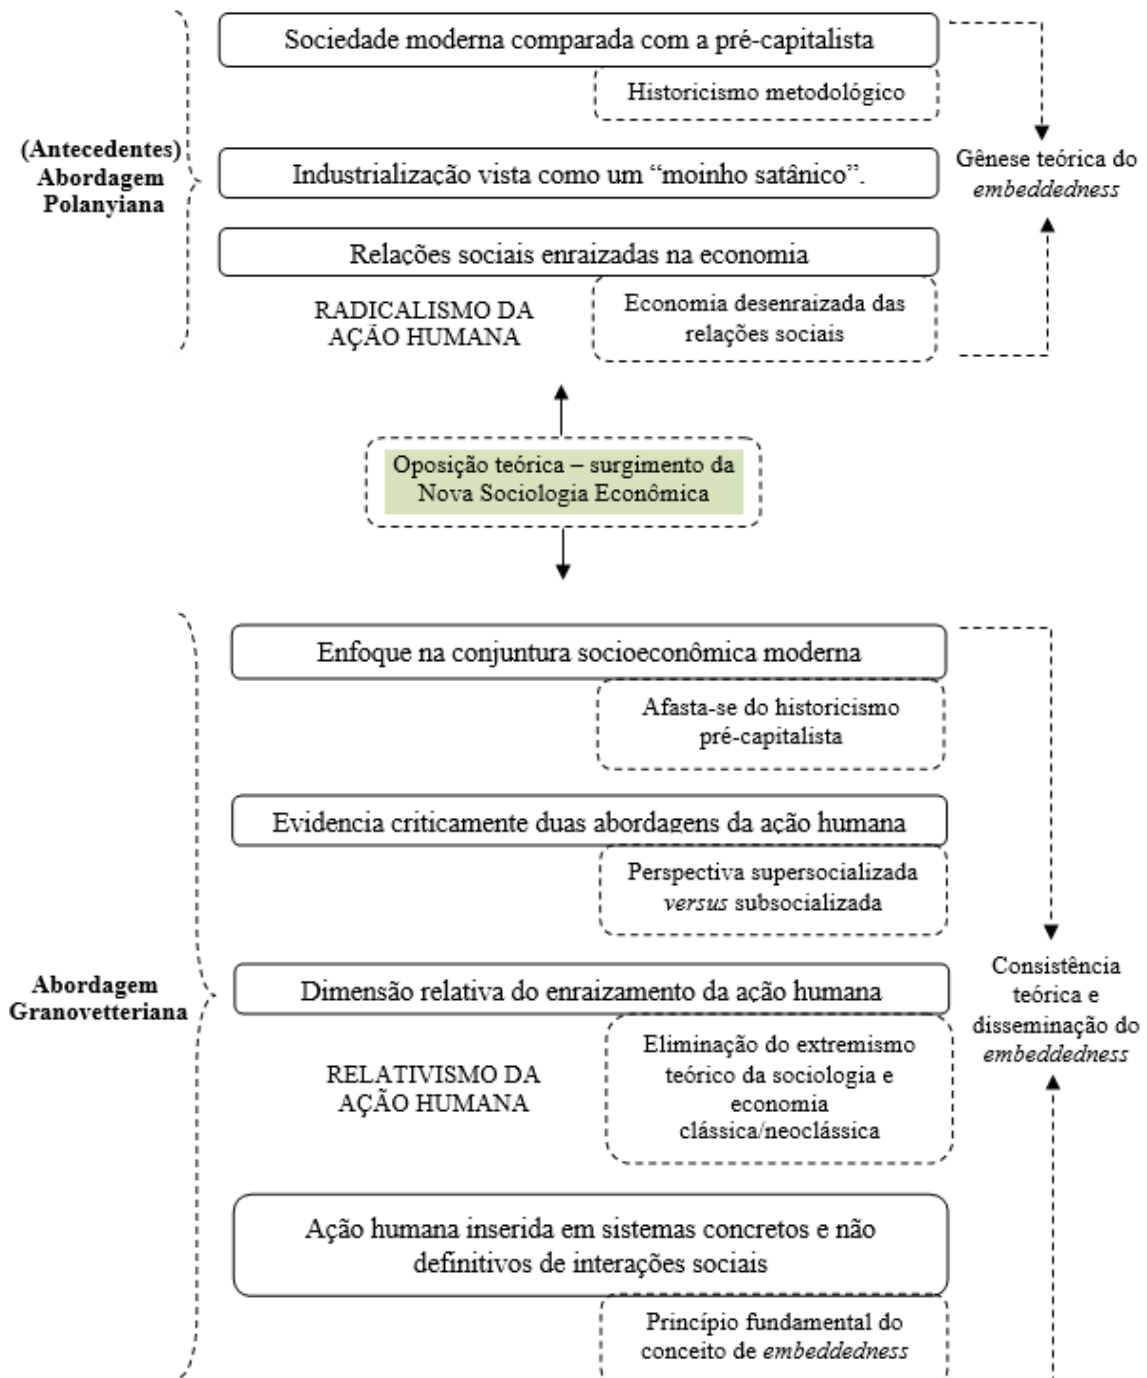 Sociedade moderna comparada com a pré-capitalista
Historicismo metodológico
(Antecedentes)
Abordagem
Polanyiana
Industrialização vista como um “moinho satânico”.
Gênese teórica do
embeddedness
Relações sociais enraizadas na economia
RADICALISMO DA
AÇÃO HUMANA
Economia desenraizada das
relações sociais
Oposição teórica – surgimento da
Nova Sociologia Econômica
Enfoque na conjuntura socioeconômica moderna
Afasta-se do historicismo
pré-capitalista
Evidencia criticamente duas abordagens da ação humana
Perspectiva supersocializada
versus subsocializada
Abordagem
Granovetteriana
Dimensão relativa do enraizamento da ação humana
Consistência
teórica e
disseminação do
embeddedness
RELATIVISMO DA
AÇÃO HUMANA
Eliminação do extremismo
teórico da sociologia e
economia
clássica/neoclássica
Ação humana inserida em sistemas concretos e não
definitivos de interações sociais
Princípio fundamental do
conceito de embeddedness